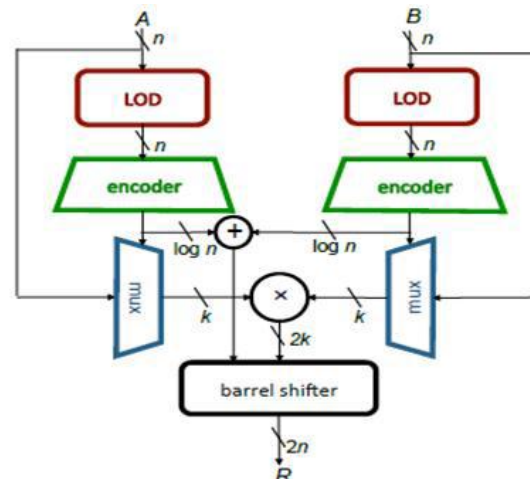 A B
n n
LOD LOD
n n
encoder encoder
log n + log n
mux k × k mux
2k
barrel shifter
2n
R